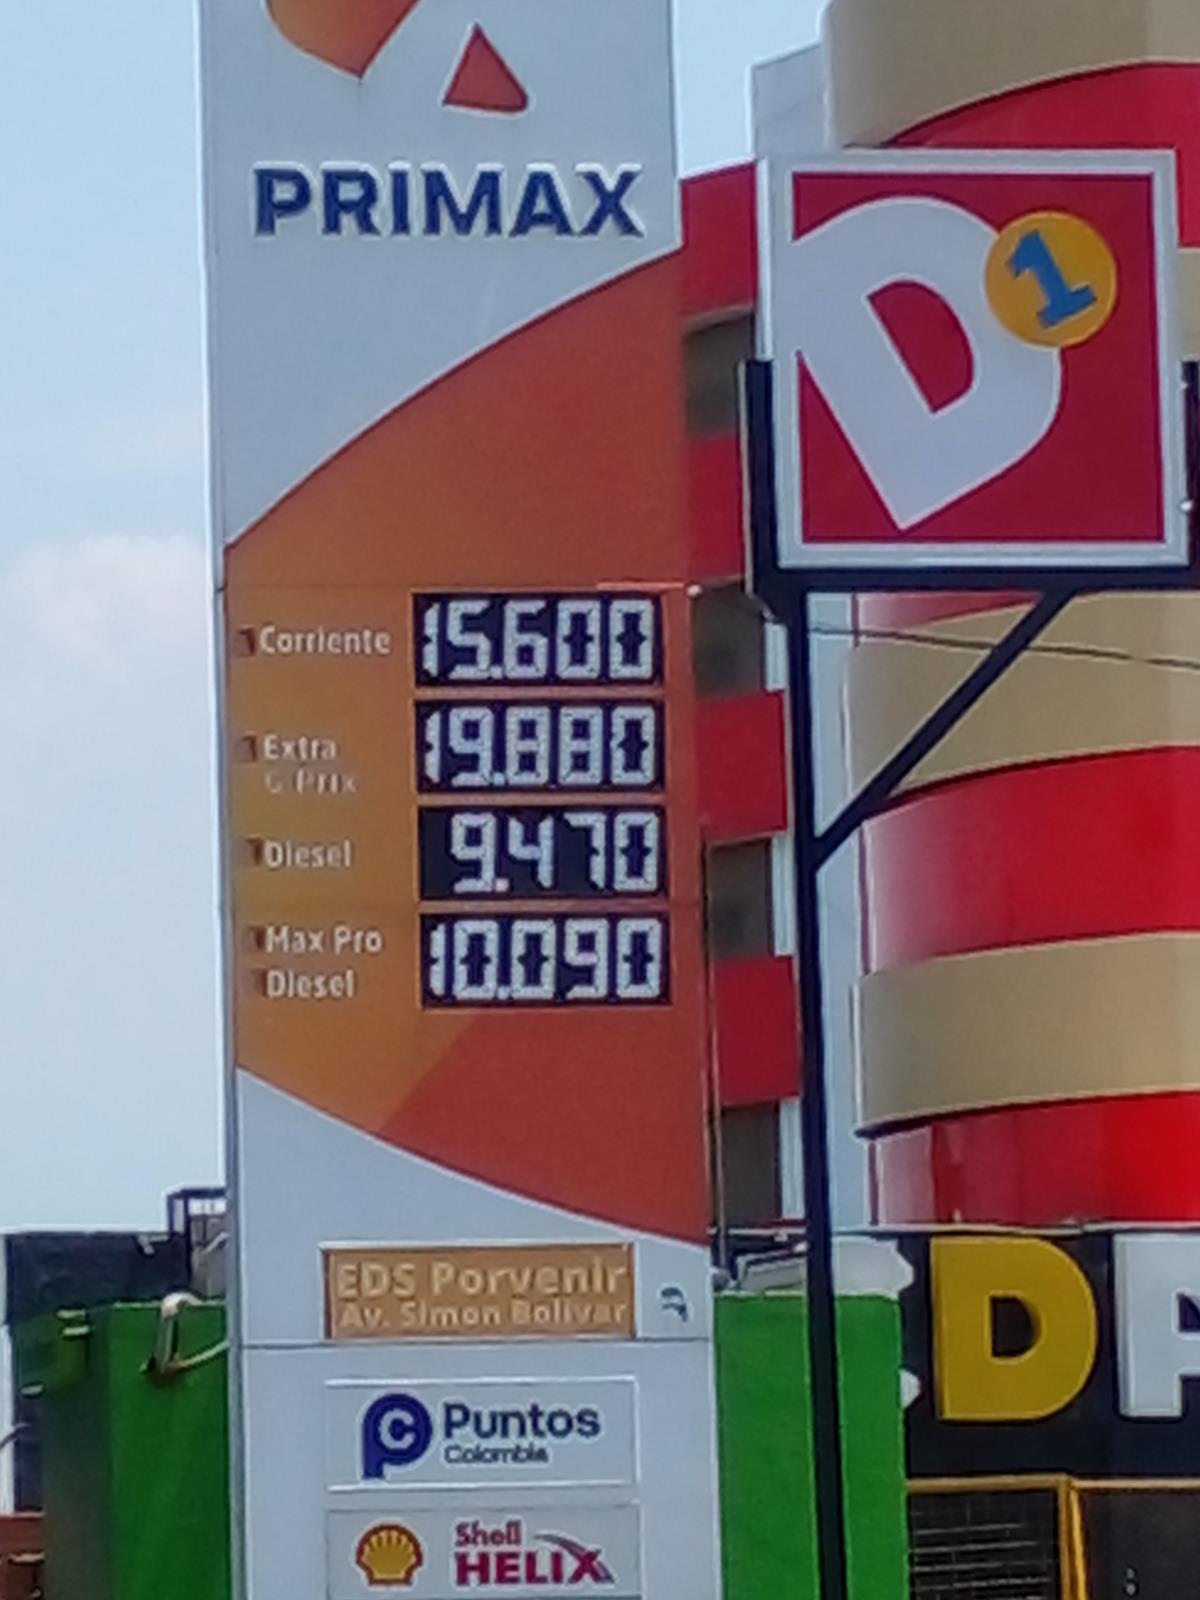 PRIMAX
D1
Corriente 15.600
Extra 19.880
G-Prix
Diesel 9.470
Max Pro 10.090
Diesel
EDS Porvenir
Av. Simon Bolivar
Puntos
Colombia
Shell
HELIX
D